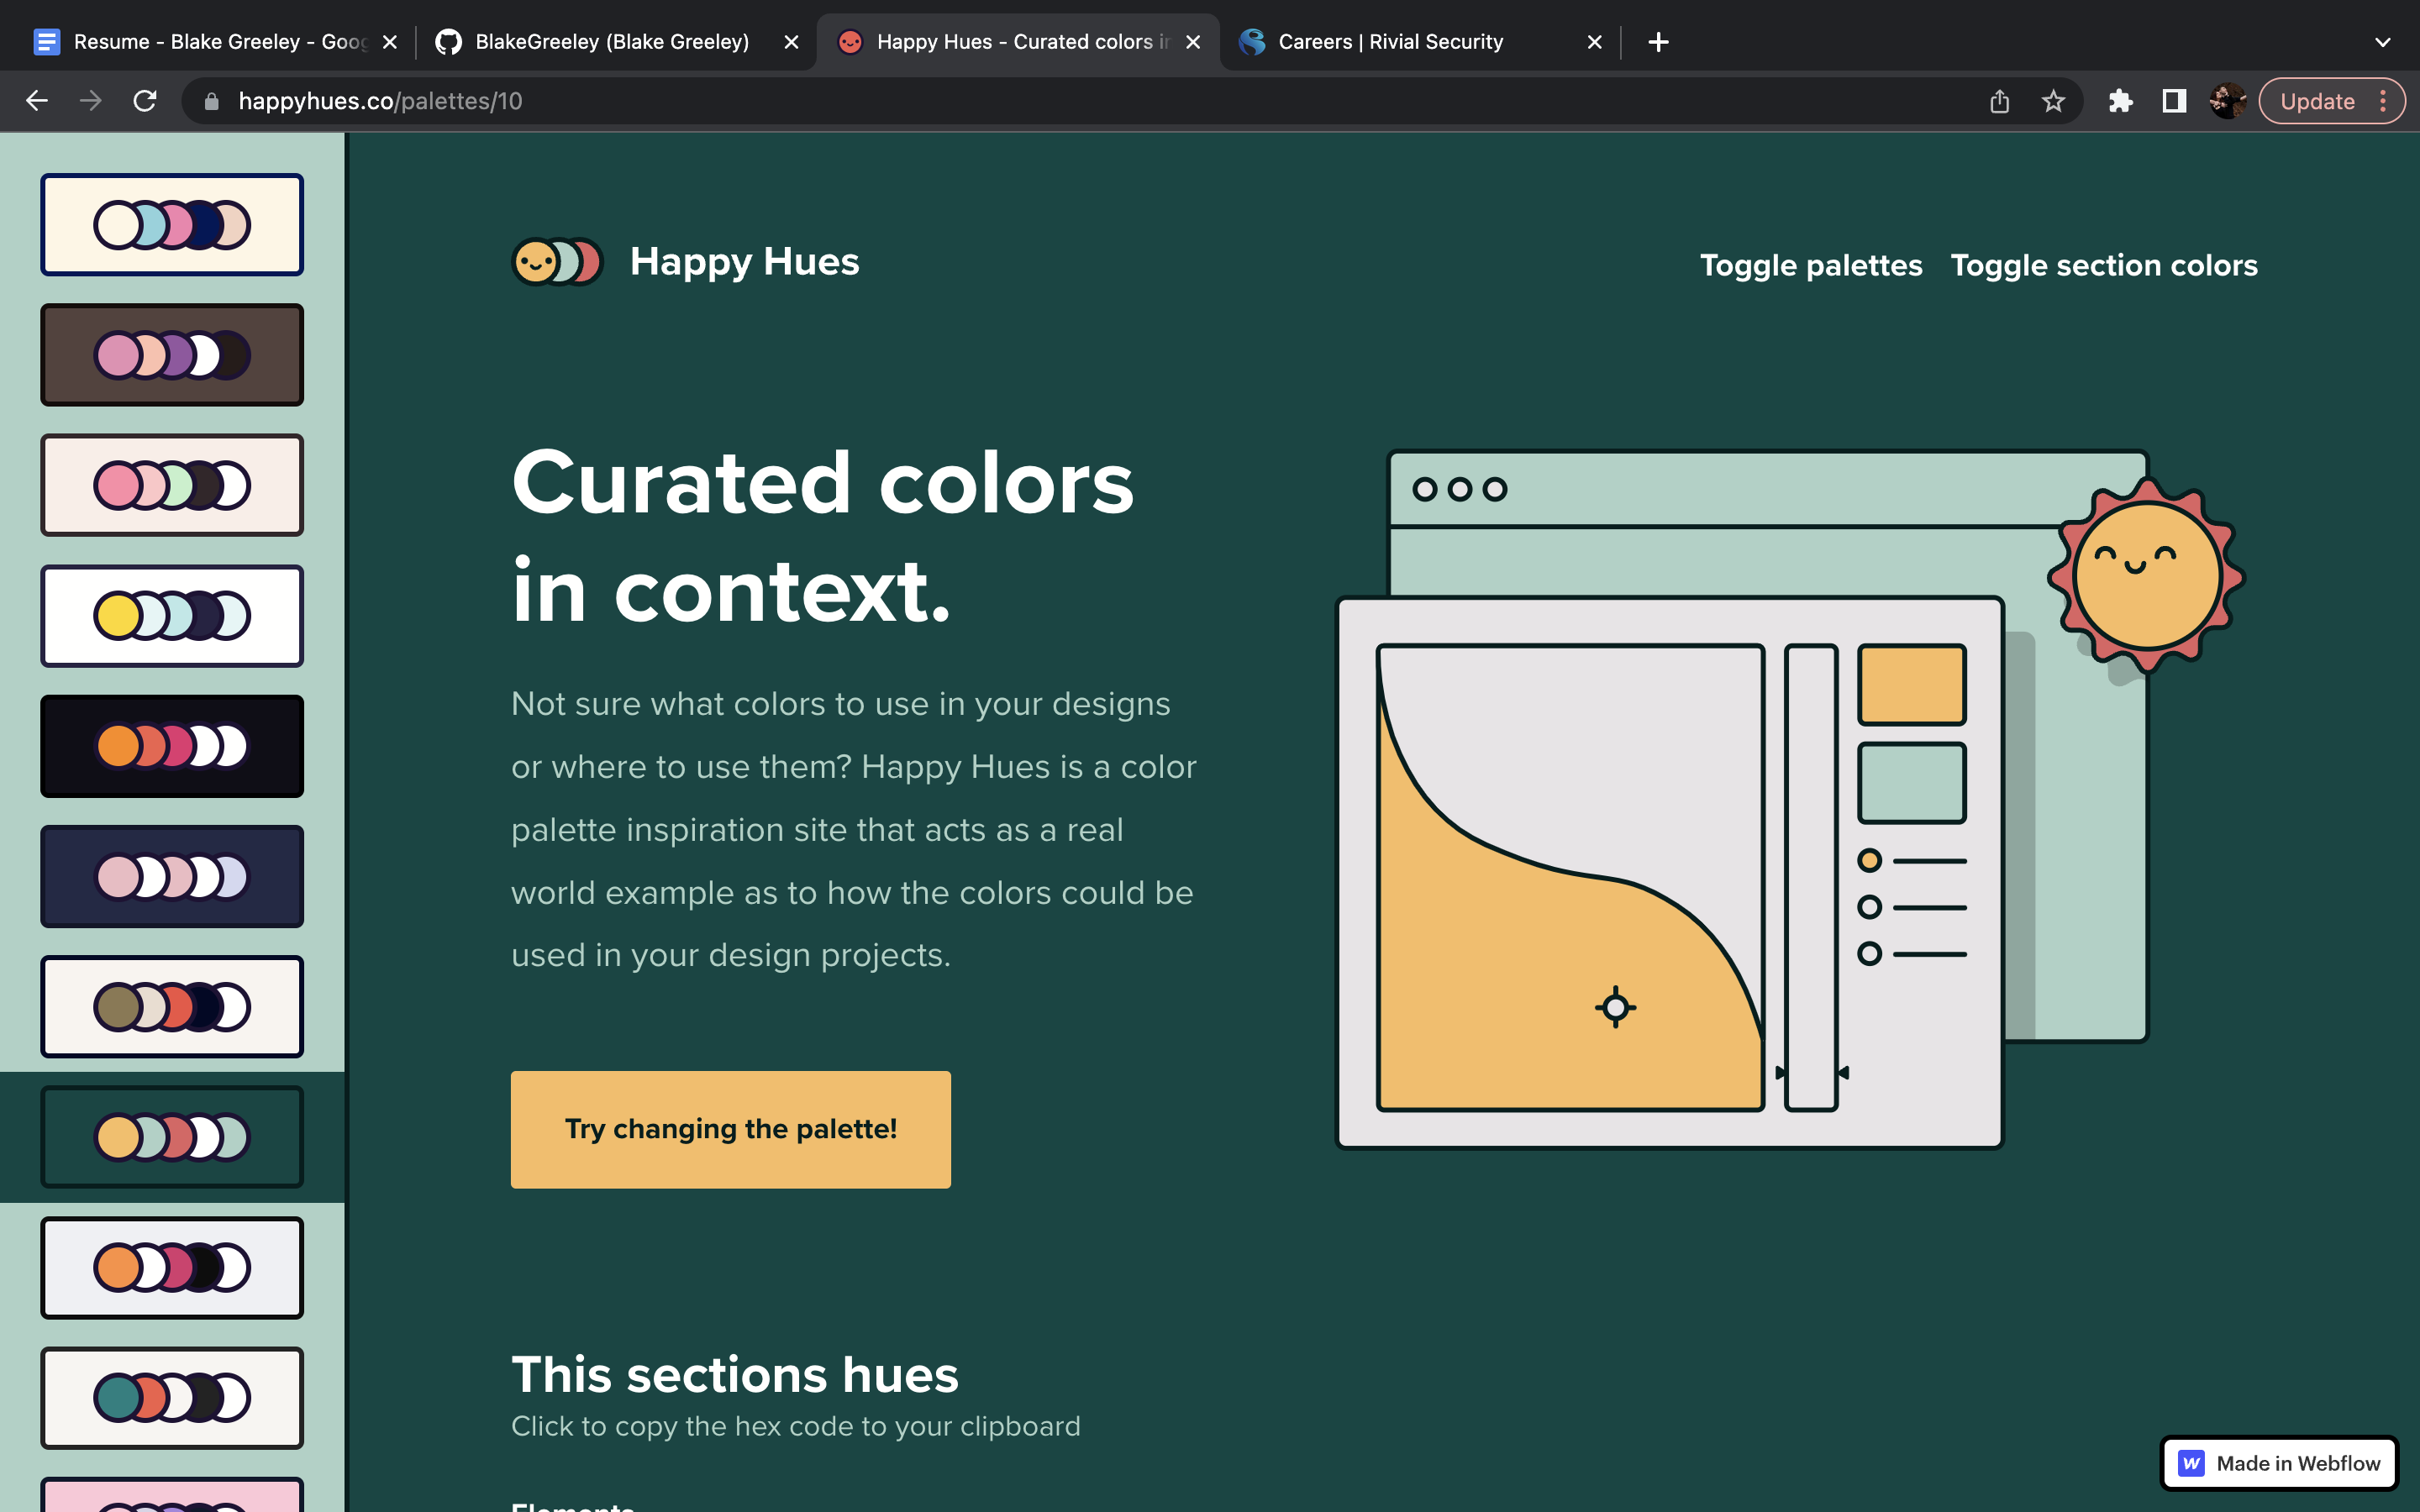 Resume - Blake Greeley - Goog
BlakeGreeley (Blake Greeley)
Happy Hues - Curated colors in
Careers | Rivial Security
happyhues.co/palettes/10
Update
Happy Hues
Toggle palettes
Toggle section colors
Curated colors
in context.
Not sure what colors to use in your designs
or where to use them? Happy Hues is a color
palette inspiration site that acts as a real
world example as to how the colors could be
used in your design projects.
Try changing the palette!
This sections hues
Click to copy the hex code to your clipboard
Elements
Made in Webflow